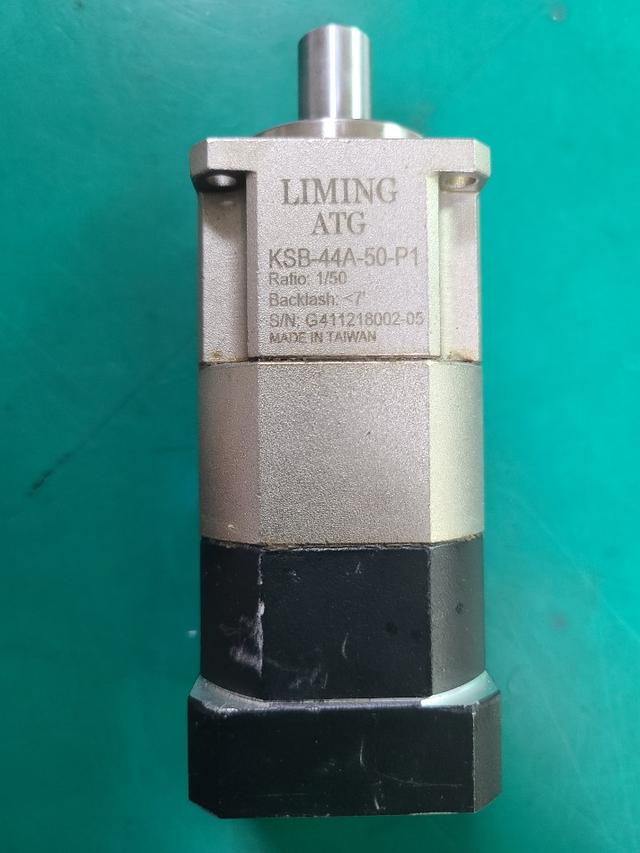 LIMING
ATG
KSB-44A-50-P1
Ratio: 1/50
Backlash: <7'
S/N: G411218002-05
MADE IN TAIWAN